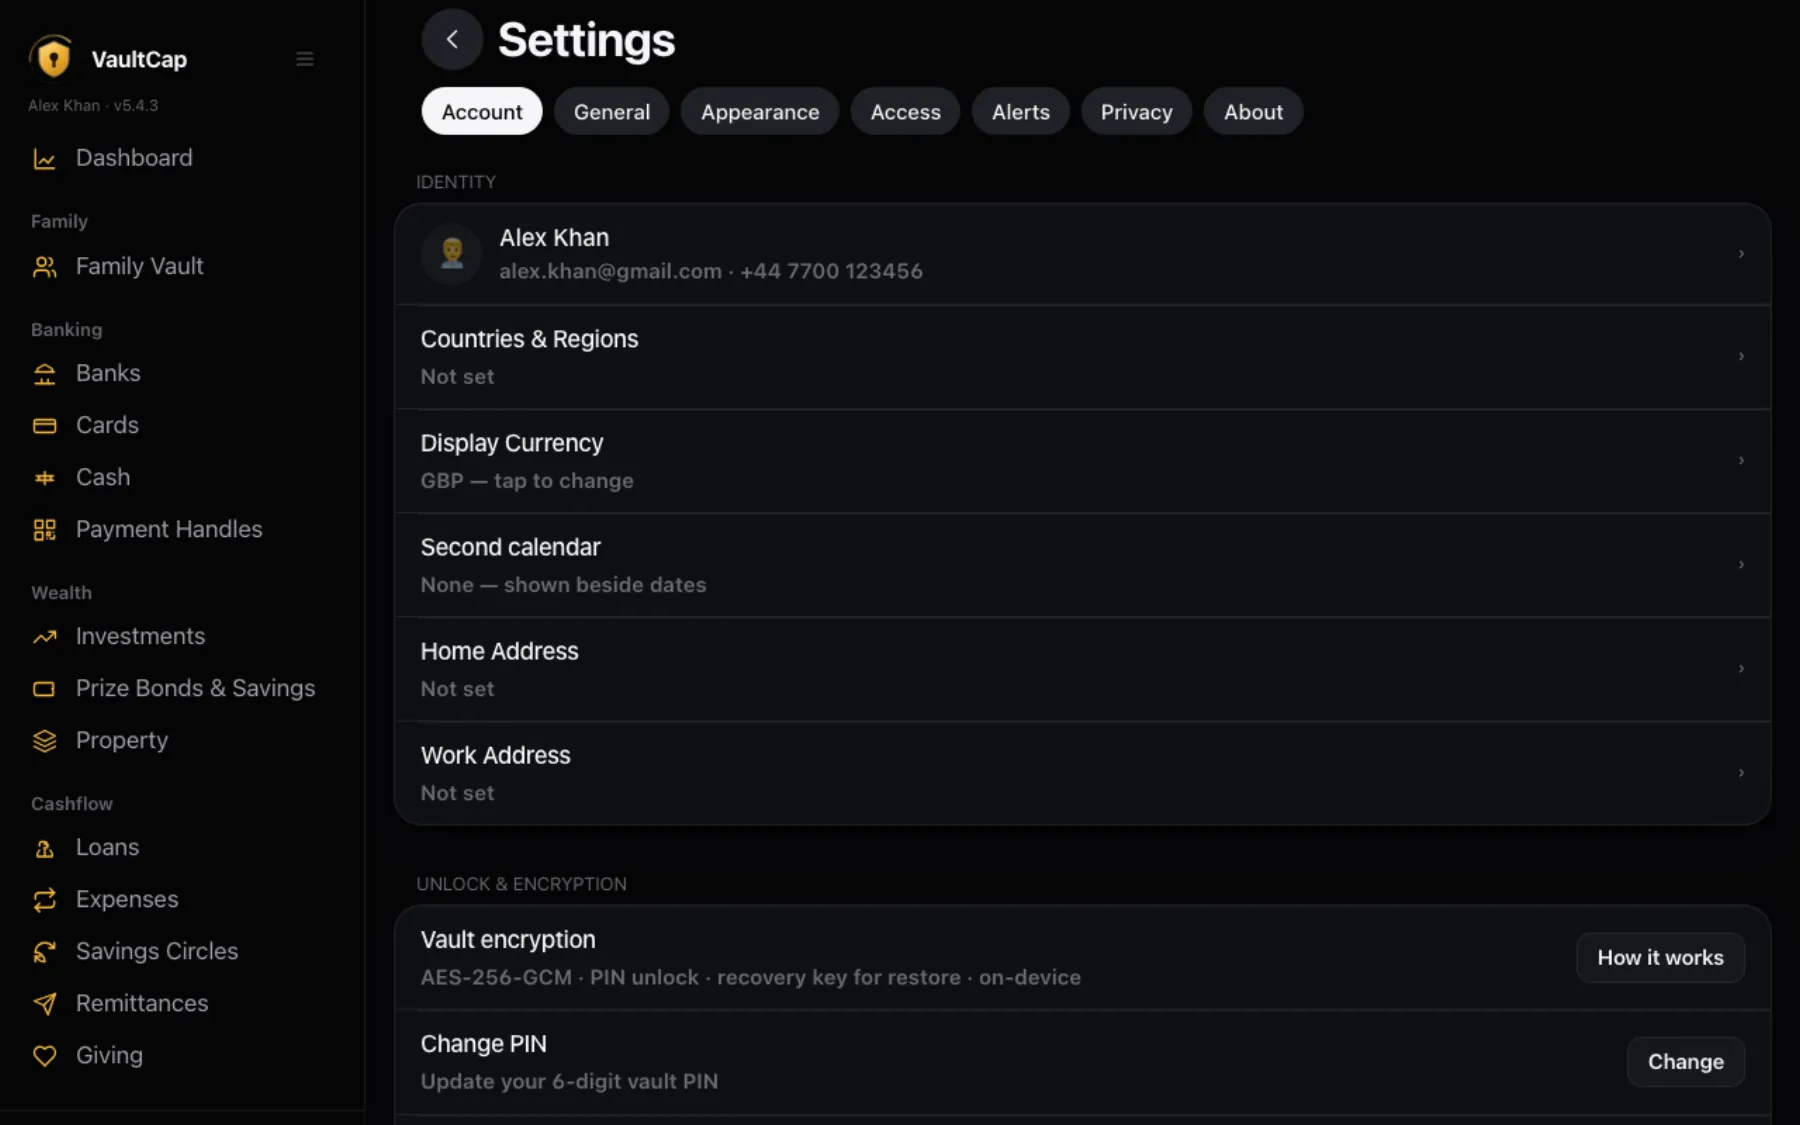 VaultCap
Alex Khan · v5.4.3
Dashboard
Family
Family Vault
Banking
Banks
Cards
Cash
Payment Handles
Wealth
Investments
Prize Bonds & Savings
Property
Cashflow
Loans
Expenses
Savings Circles
Remittances
Giving
Settings
Account General Appearance Access Alerts Privacy About
IDENTITY
Alex Khan
alex.khan@gmail.com · +44 7700 123456
Countries & Regions
Not set
Display Currency
GBP — tap to change
Second calendar
None — shown beside dates
Home Address
Not set
Work Address
Not set
UNLOCK & ENCRYPTION
Vault encryption
AES-256-GCM · PIN unlock · recovery key for restore · on-device
How it works
Change PIN
Update your 6-digit vault PIN
Change